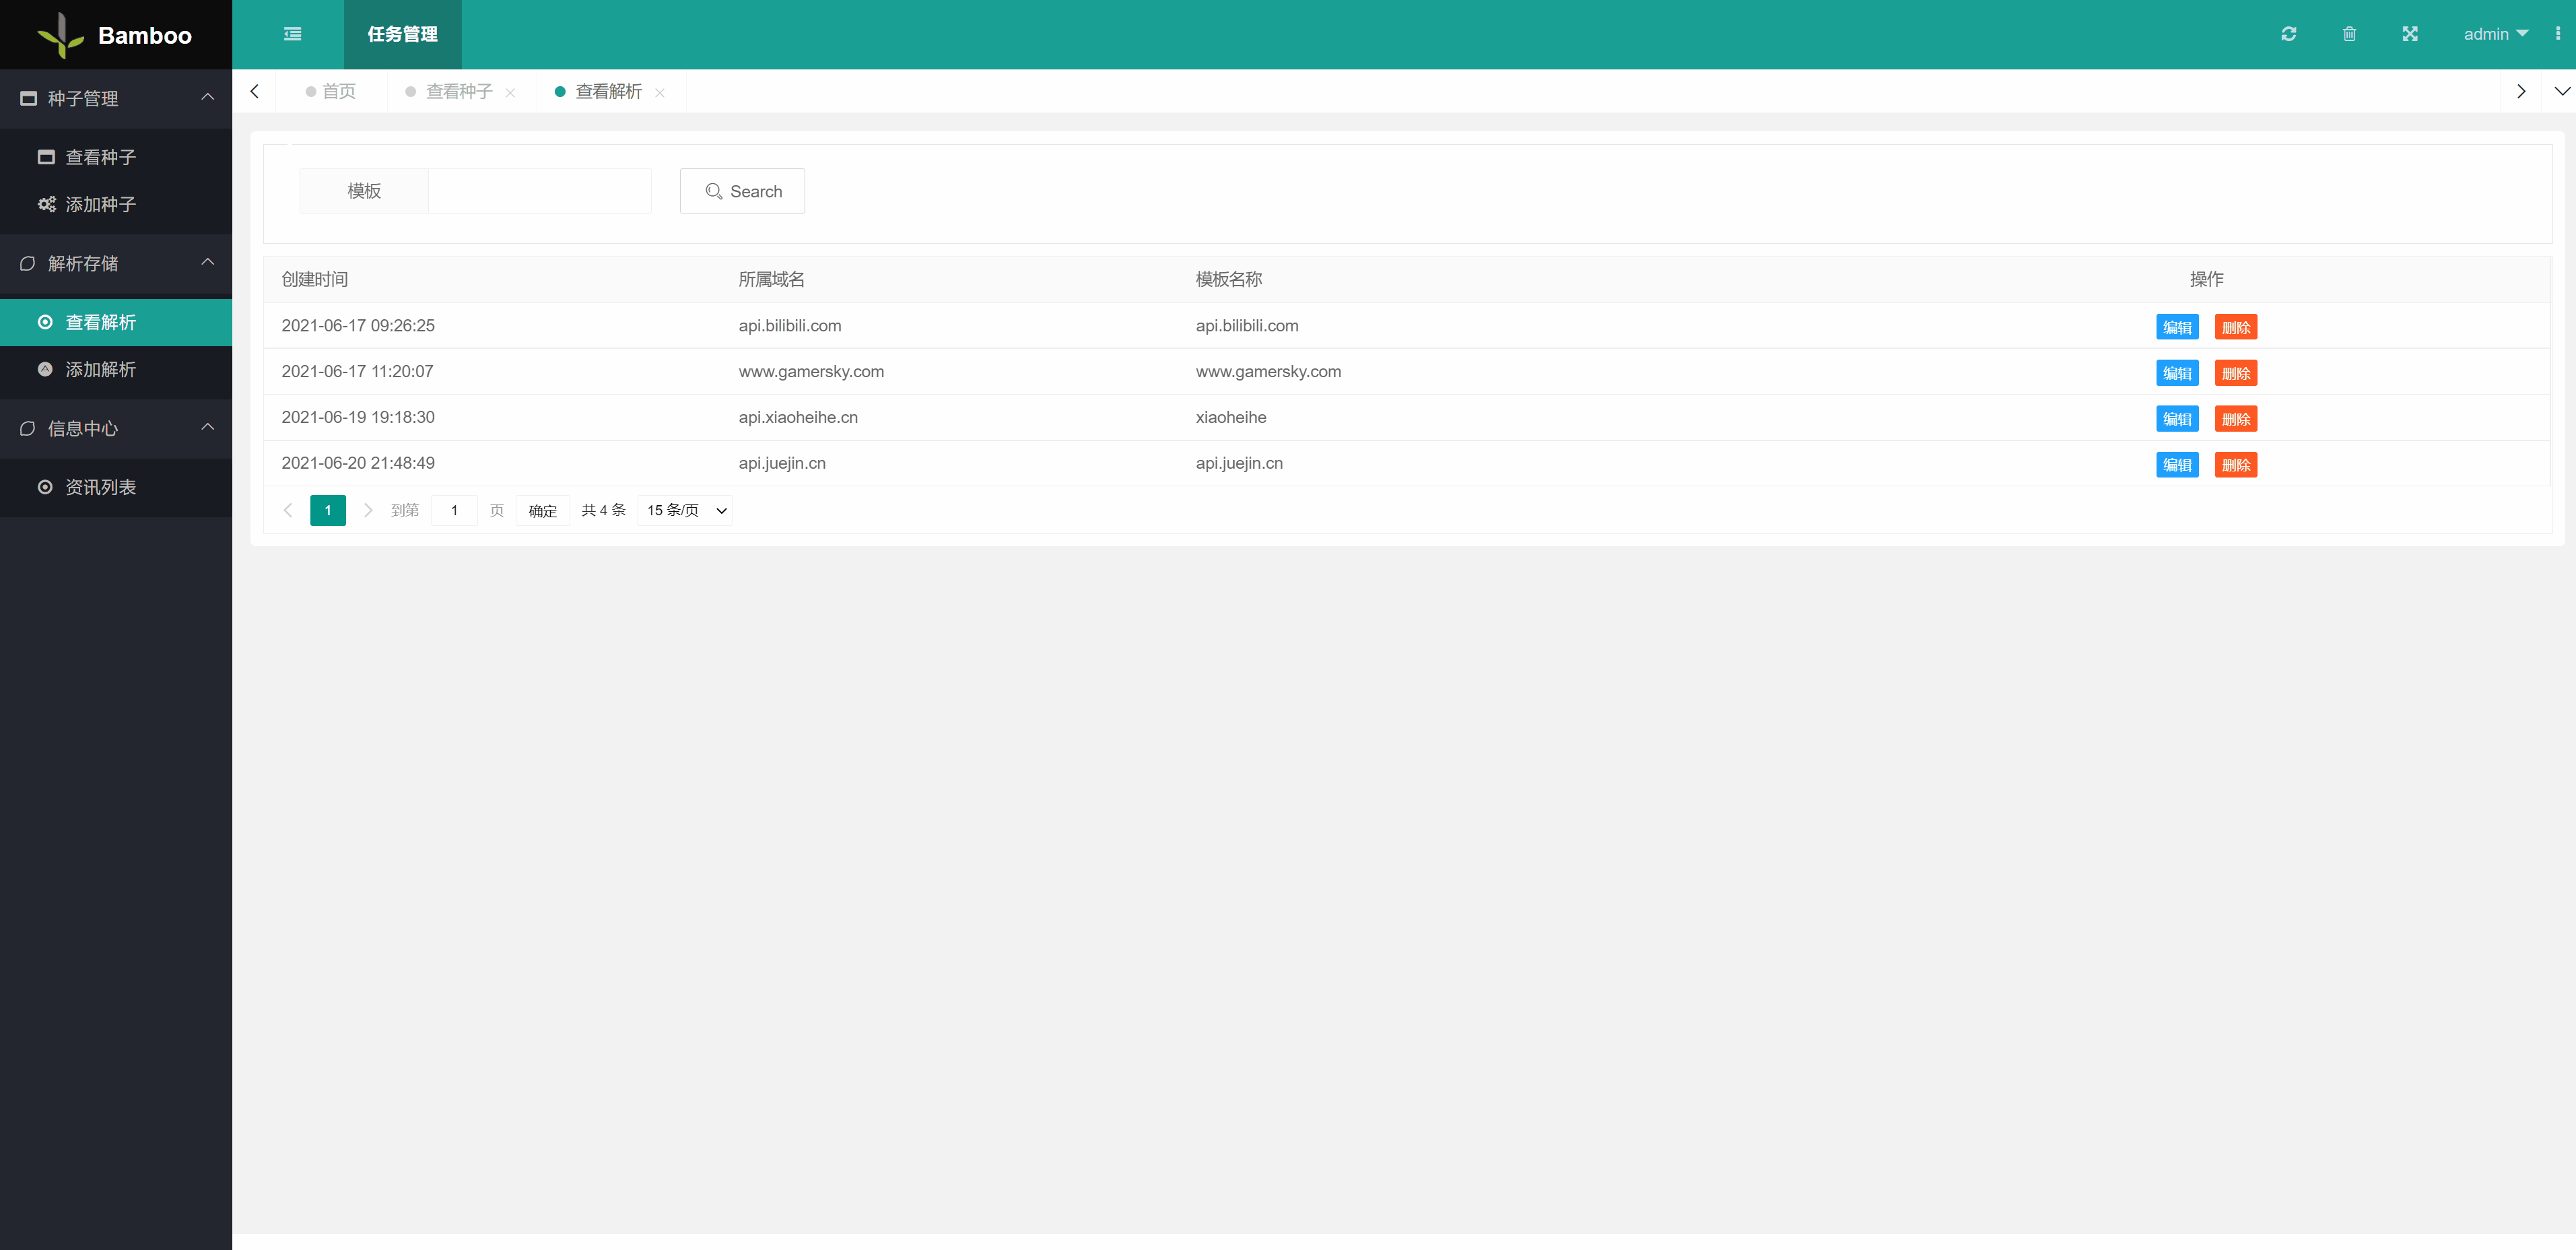 Bamboo
任务管理
admin
种子管理
查看种子
添加种子
解析存储
查看解析
添加解析
信息中心
资讯列表
首页 查看种子 查看解析
模板 Search
创建时间 所属域名 模板名称 操作
2021-06-17 09:26:25 api.bilibili.com api.bilibili.com 编辑 删除
2021-06-17 11:20:07 www.gamersky.com www.gamersky.com 编辑 删除
2021-06-19 19:18:30 api.xiaoheihe.cn xiaoheihe 编辑 删除
2021-06-20 21:48:49 api.juejin.cn api.juejin.cn 编辑 删除
1 到第 1 页 确定 共 4 条 15 条/页